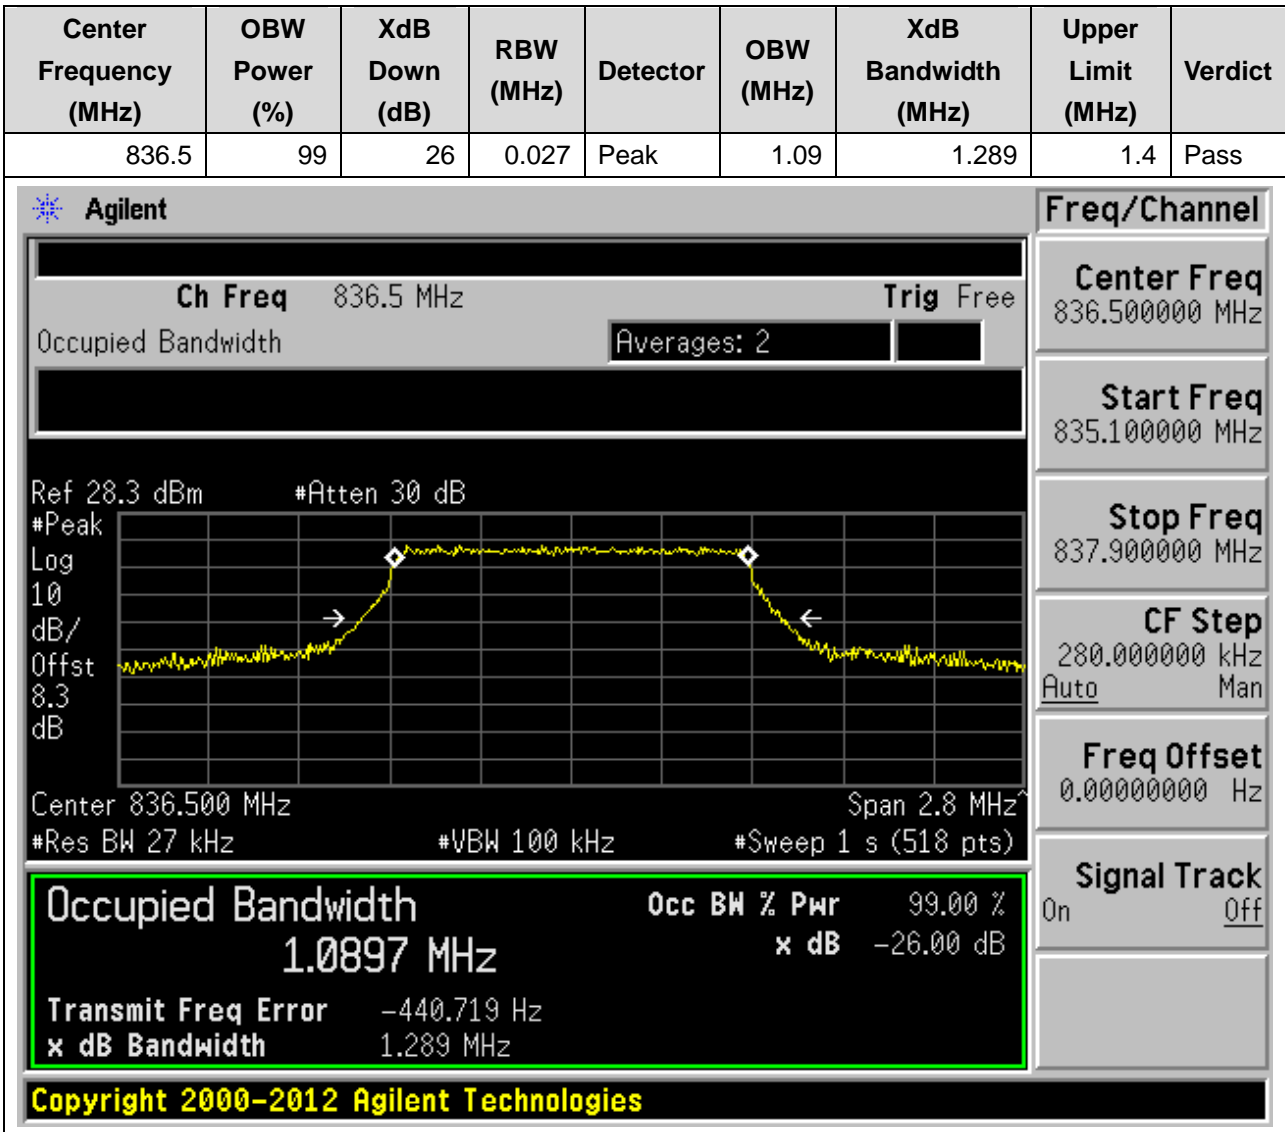 Center Frequency (MHz) OBW Power (%) XdB Down (dB) RBW (MHz) Detector OBW (MHz) XdB Bandwidth (MHz) Upper Limit (MHz) Verdict
836.5 99 26 0.027 Peak 1.09 1.289 1.4 Pass
Agilent
Freq/Channel
Ch Freq 836.5 MHz Trig Free
Occupied Bandwidth Averages: 2
Center Freq
836.500000 MHz
Start Freq
835.100000 MHz
Stop Freq
837.900000 MHz
CF Step
280.000000 kHz
Auto Man
Freq Offset
0.00000000 Hz
Signal Track
On Off
Ref 28.3 dBm #Atten 30 dB
#Peak
Log
10
dB/
Offst
8.3
dB
Center 836.500 MHz Span 2.8 MHz^
#Res BW 27 kHz #VBW 100 kHz #Sweep 1 s (518 pts)
Occupied Bandwidth Occ BW % Pwr 99.00 %
1.0897 MHz x dB -26.00 dB
Transmit Freq Error -440.719 Hz
x dB Bandwidth 1.289 MHz
Copyright 2000-2012 Agilent Technologies